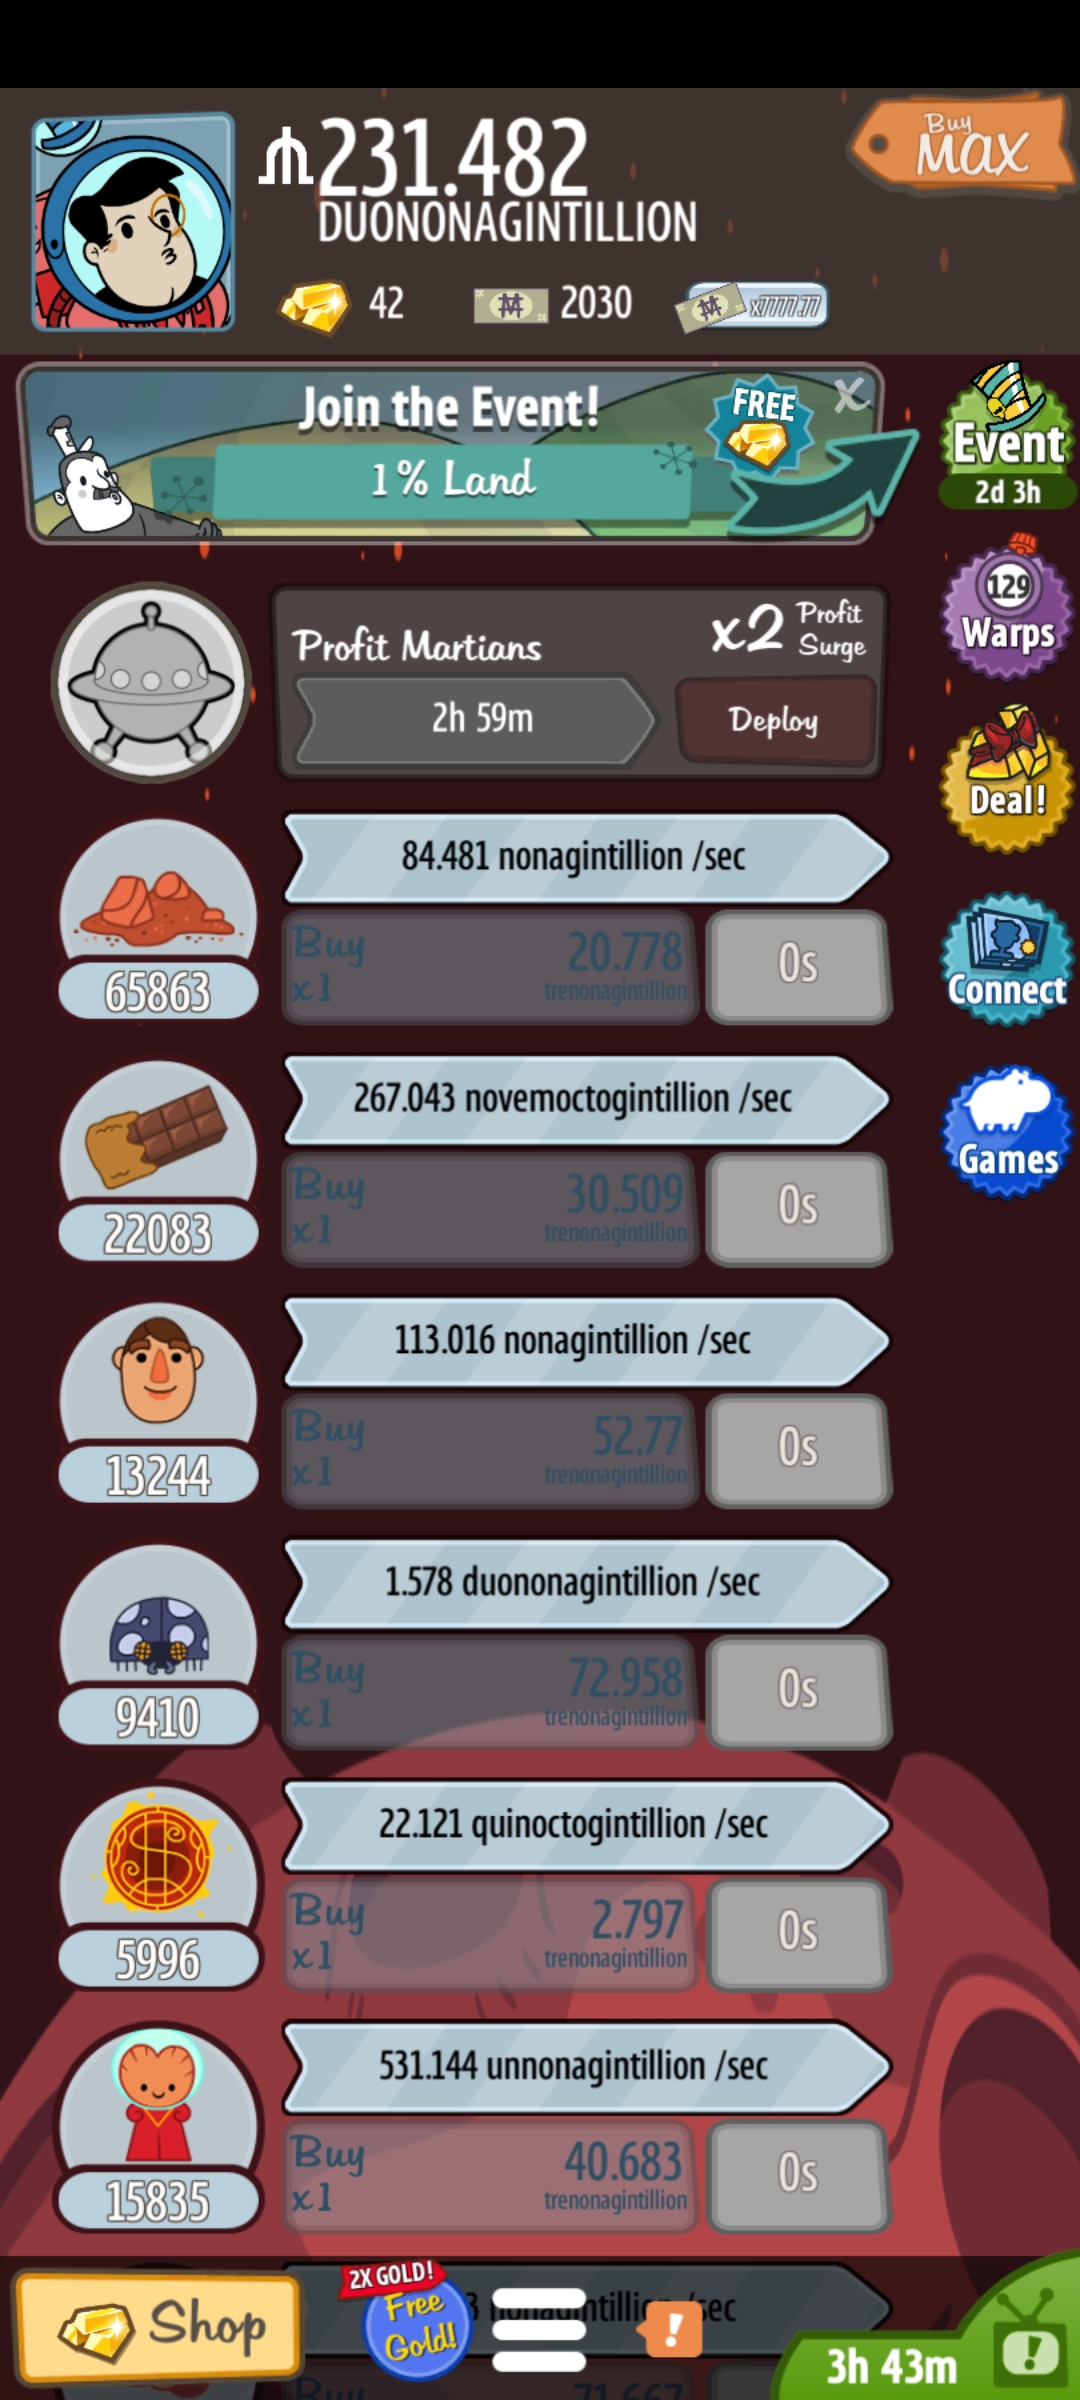 231.482
Buy
MAX
DUONONAGINTILLION
42
2030
x7777.77
Join the Event!
FREE
X
1% Land
Event
2d 3h
129
Warps
Profit Martians
x2 Profit Surge
2h 59m
Deploy
Deal!
84.481 nonagintillion /sec
Buy
x1
20.778
trenonagintillion
0s
65863
Connect
267.043 novemoctogintillion /sec
Buy
x1
30.509
trenonagintillion
0s
22083
Games
113.016 nonagintillion /sec
Buy
x1
52.77
trenonagintillion
0s
13244
1.578 duononagintillion /sec
Buy
x1
72.958
trenonagintillion
0s
9410
22.121 quinoctogintillion /sec
Buy
x1
2.797
trenonagintillion
0s
5996
531.144 unnonagintillion /sec
Buy
x1
40.683
trenonagintillion
0s
15835
Shop
2X GOLD!
Free
Gold!
3 nonagintillion /sec
!
3h 43m
!
Buy
71.667